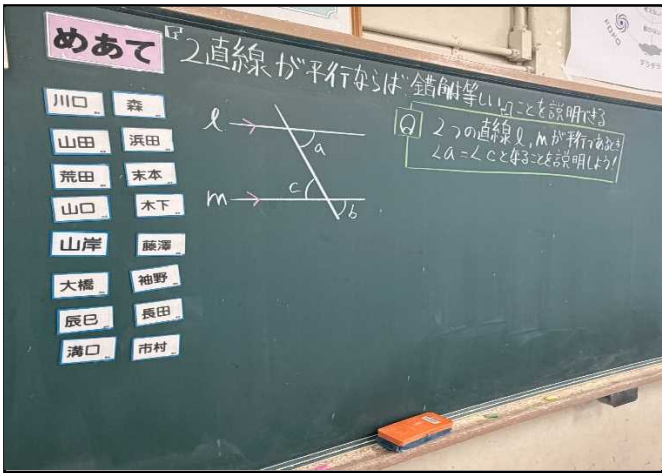 めあて
『2直線が平行ならば錯角は等しい』ことを説明できる
Q 2つの直線l, mが平行であるとき
∠a=∠cとなることを説明しよう!
l
a
m
c
b
川口 森
山田 浜田
荒田 末本
山口 木下
山岸 藤澤
大橋 袖野
辰巳 長田
溝口 市村